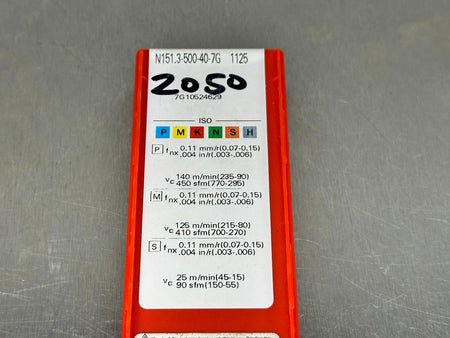 N151.3-500-40-7G 1125
2050
7G10524629
ISO
P M K N S H
P fnx 0.11 mm/r(0.07-0.15)
.004 in/r(.003-.006)
vc 140 m/min(235-90)
450 sfm(770-295)
M fnx 0.11 mm/r(0.07-0.15)
.004 in/r(.003-.006)
vc 125 m/min(215-80)
410 sfm(700-270)
S fnx 0.11 mm/r(0.07-0.15)
.004 in/r(.003-.006)
vc 25 m/min(45-15)
90 sfm(150-55)